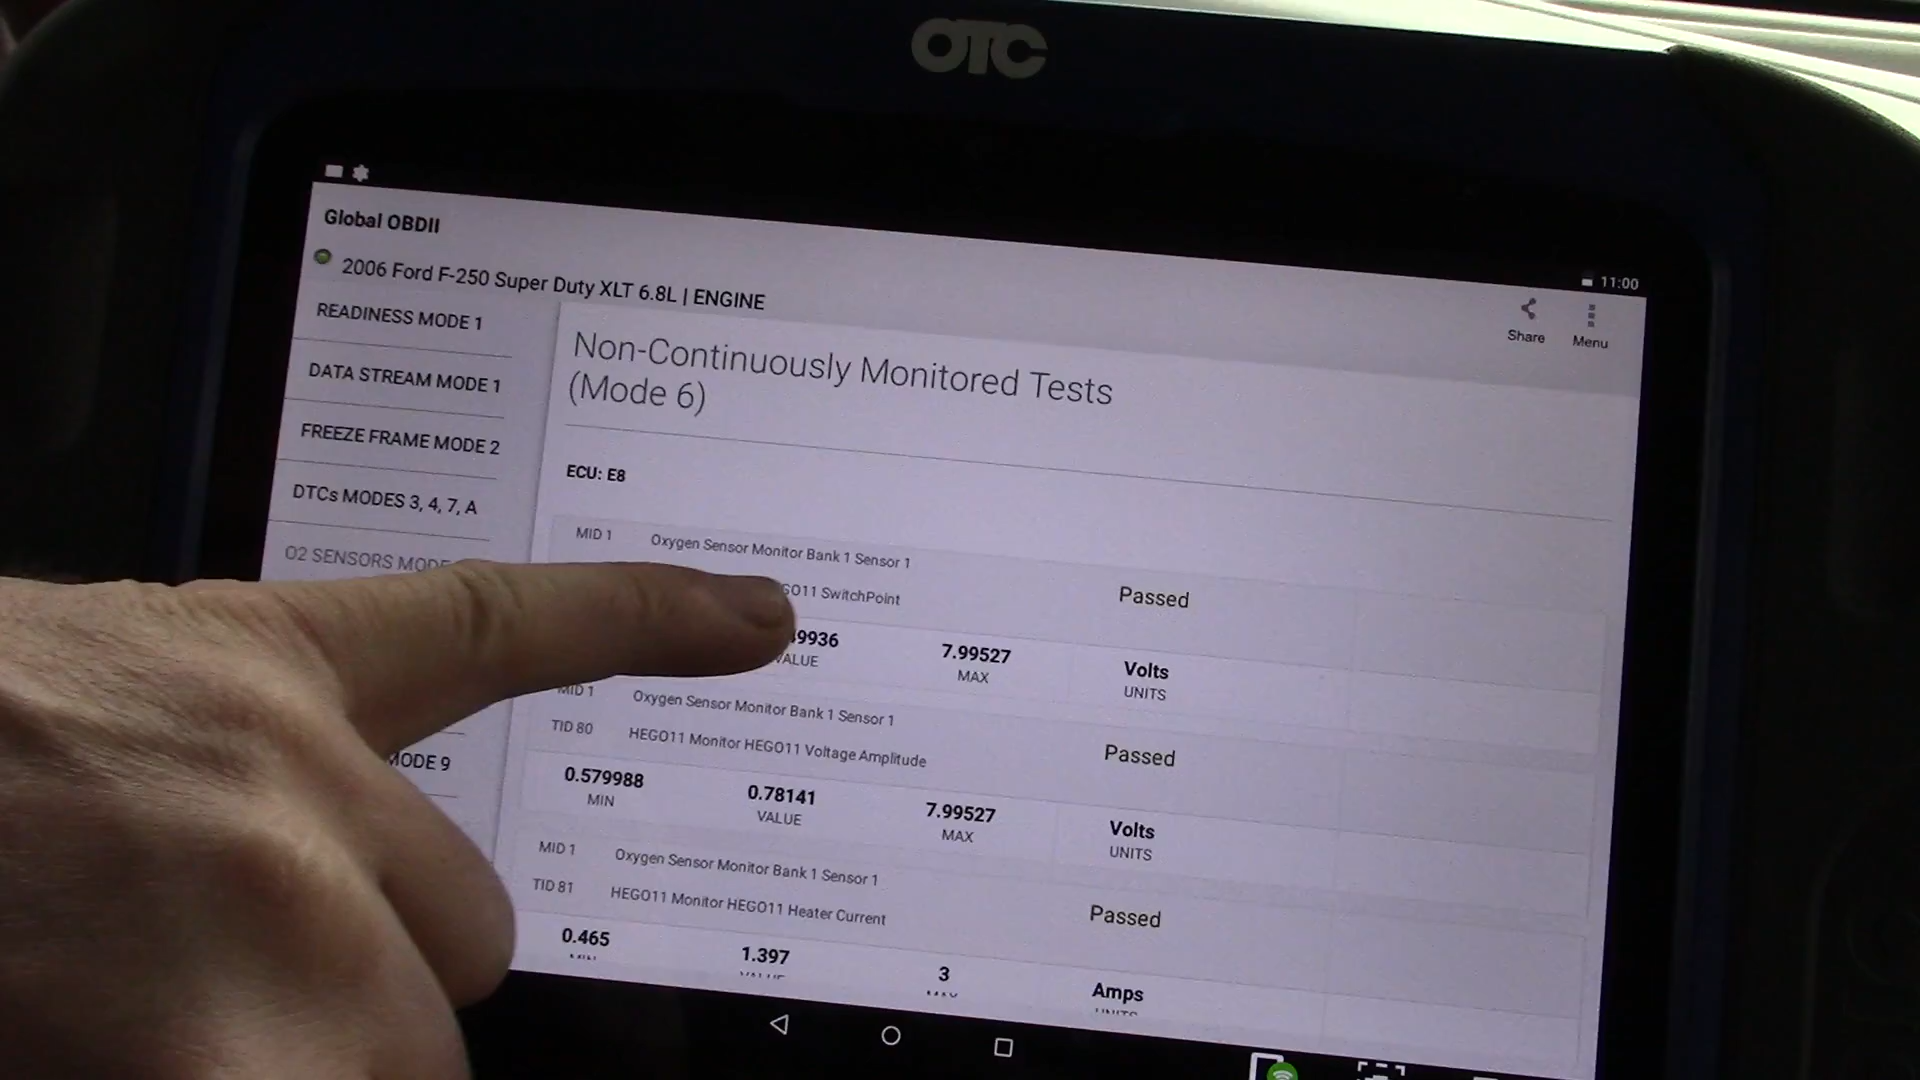 OTC
11:00
Global OBDII
2006 Ford F-250 Super Duty XLT 6.8L | ENGINE
Share
Menu
READINESS MODE 1
DATA STREAM MODE 1
FREEZE FRAME MODE 2
DTCs MODES 3, 4, 7, A
O2 SENSORS MODE
MODE 9
Non-Continuously Monitored Tests
(Mode 6)
ECU: E8
MID 1 Oxygen Sensor Monitor Bank 1 Sensor 1
SwitchPoint
Passed
7.99527
Volts
VALUE
MAX
UNITS
MID 1 Oxygen Sensor Monitor Bank 1 Sensor 1
TID 80 HEGO11 Monitor HEGO11 Voltage Amplitude
Passed
0.579988 0.78141 7.99527 Volts
MIN VALUE MAX UNITS
MID 1 Oxygen Sensor Monitor Bank 1 Sensor 1
TID 81 HEGO11 Monitor HEGO11 Heater Current
Passed
0.465 1.397 3 Amps